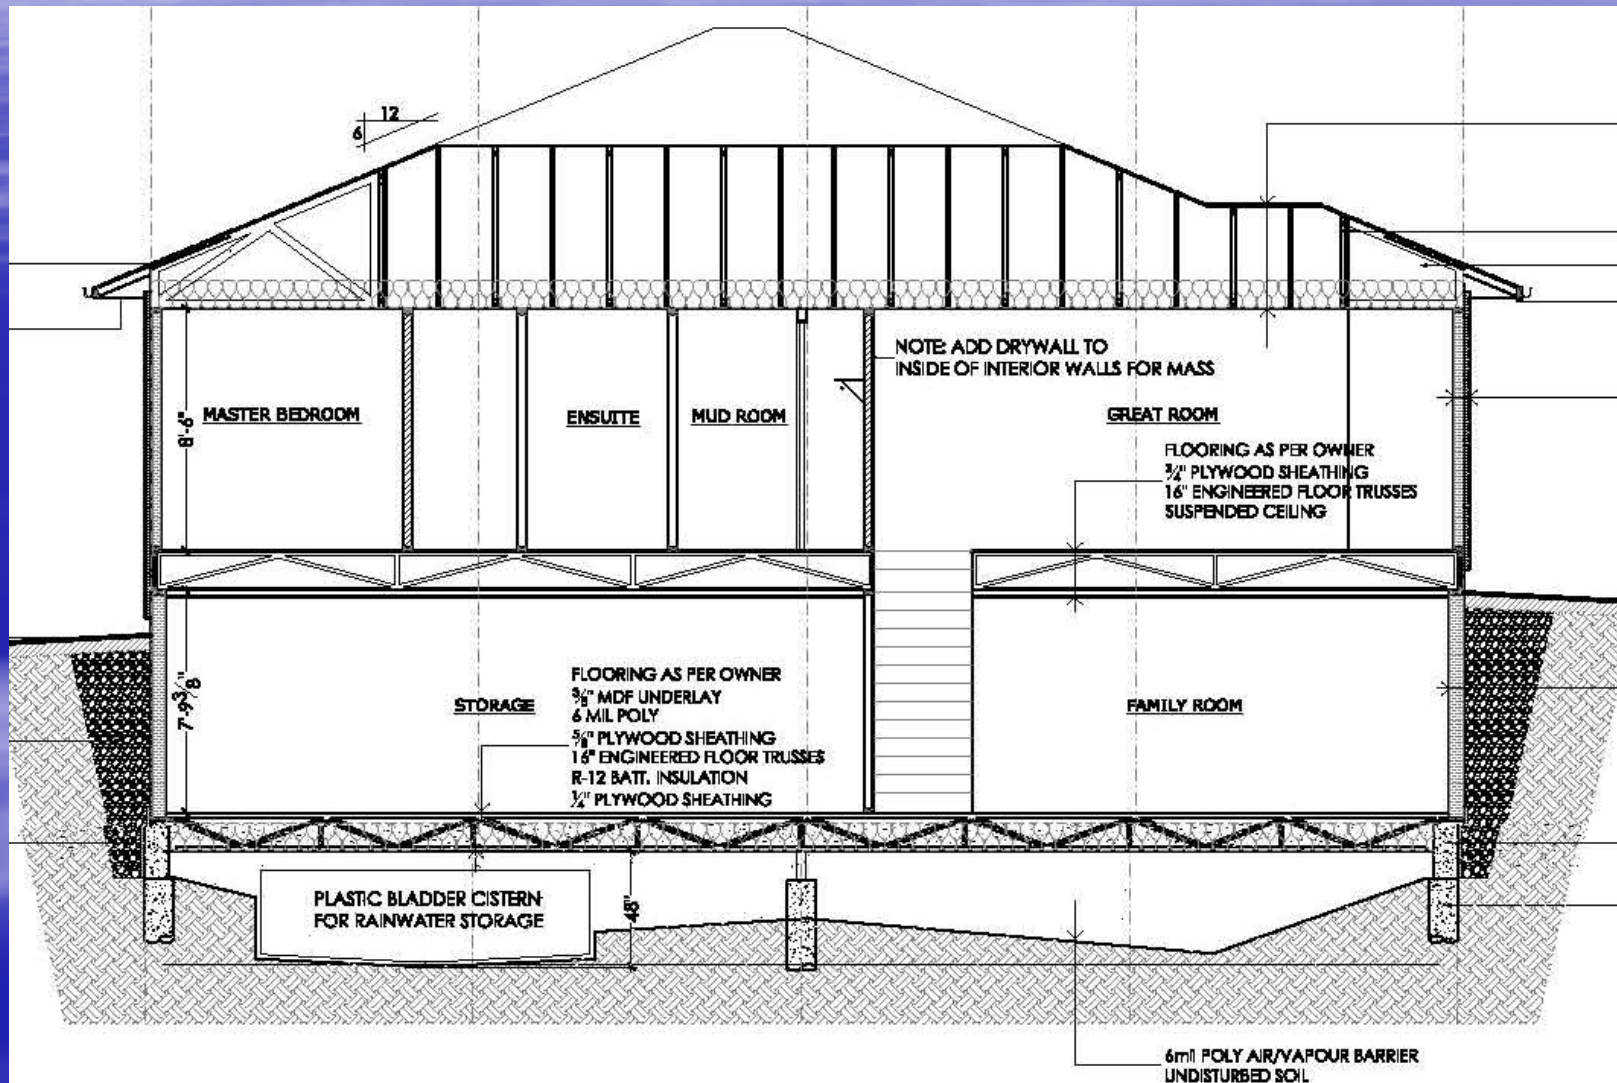 12
6
NOTE: ADD DRYWALL TO
INSIDE OF INTERIOR WALLS FOR MASS
MASTER BEDROOM
ENSUITE
MUD ROOM
GREAT ROOM
8'-6"
FLOORING AS PER OWNER
3/4" PLYWOOD SHEATHING
16" ENGINEERED FLOOR TRUSSES
SUSPENDED CEILING
7'-9 3/8"
STORAGE
FLOORING AS PER OWNER
3/8" MDF UNDERLAY
6 MIL POLY
5/8" PLYWOOD SHEATHING
16" ENGINEERED FLOOR TRUSSES
R-12 BATT. INSULATION
1/4" PLYWOOD SHEATHING
FAMILY ROOM
PLASTIC BLADDER CISTERN
FOR RAINWATER STORAGE
48"
6mil POLY AIR/VAPOUR BARRIER
UNDISTURBED SOIL